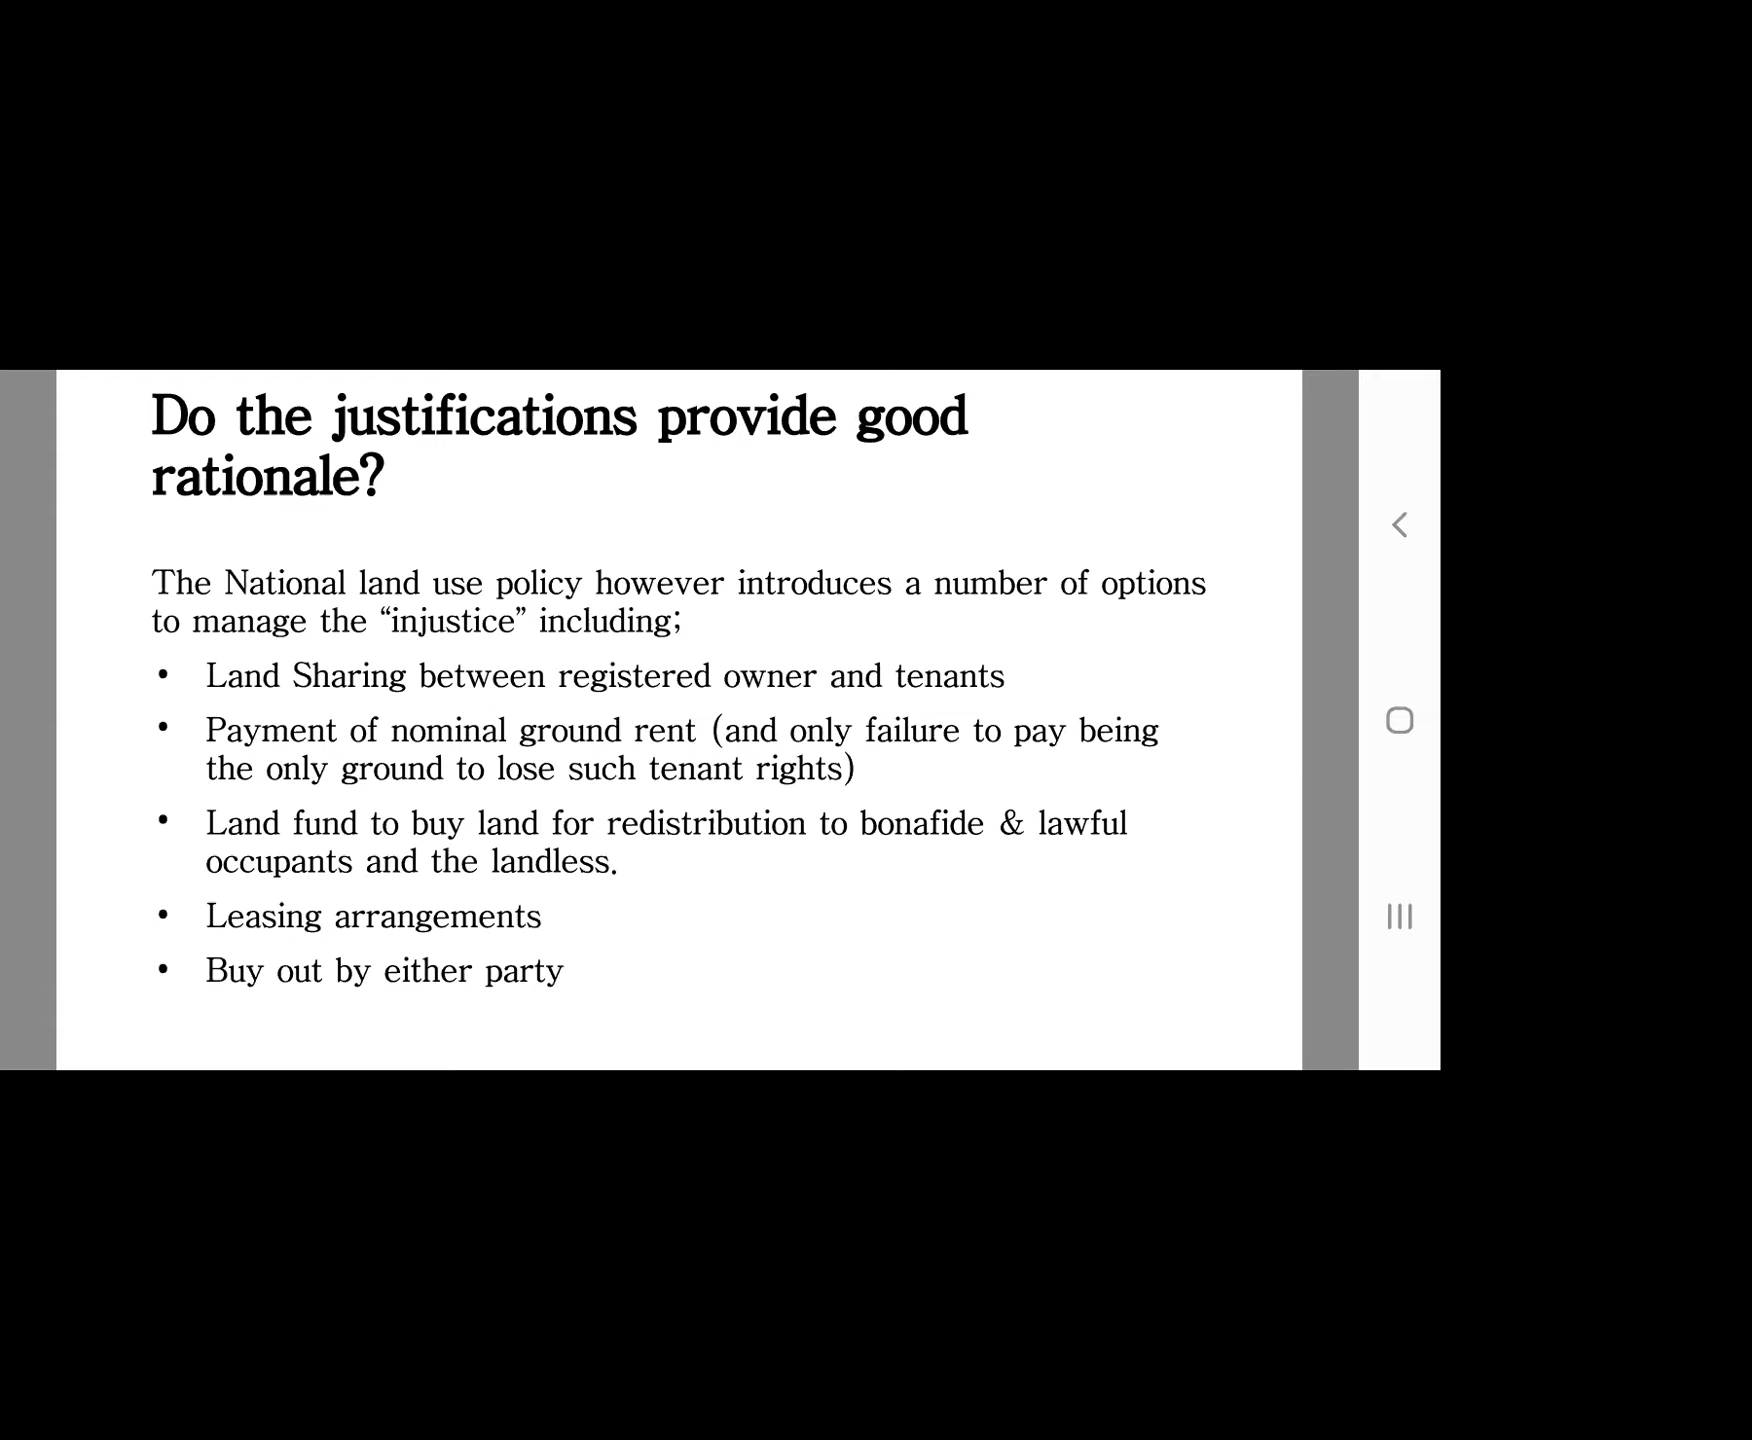 Do the justifications provide good
rationale?
The National land use policy however introduces a number of options
to manage the “injustice” including;
• Land Sharing between registered owner and tenants
• Payment of nominal ground rent (and only failure to pay being
the only ground to lose such tenant rights)
• Land fund to buy land for redistribution to bonafide & lawful
occupants and the landless.
• Leasing arrangements
• Buy out by either party